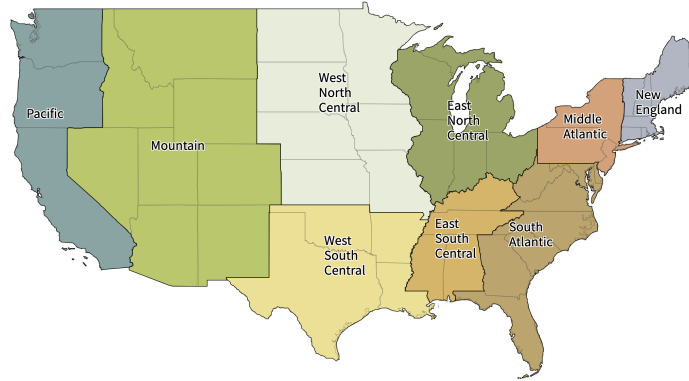 Pacific
Mountain
West
North
Central
West
South
Central
East
North
Central
East
South
Central
South
Atlantic
Middle
Atlantic
New
England